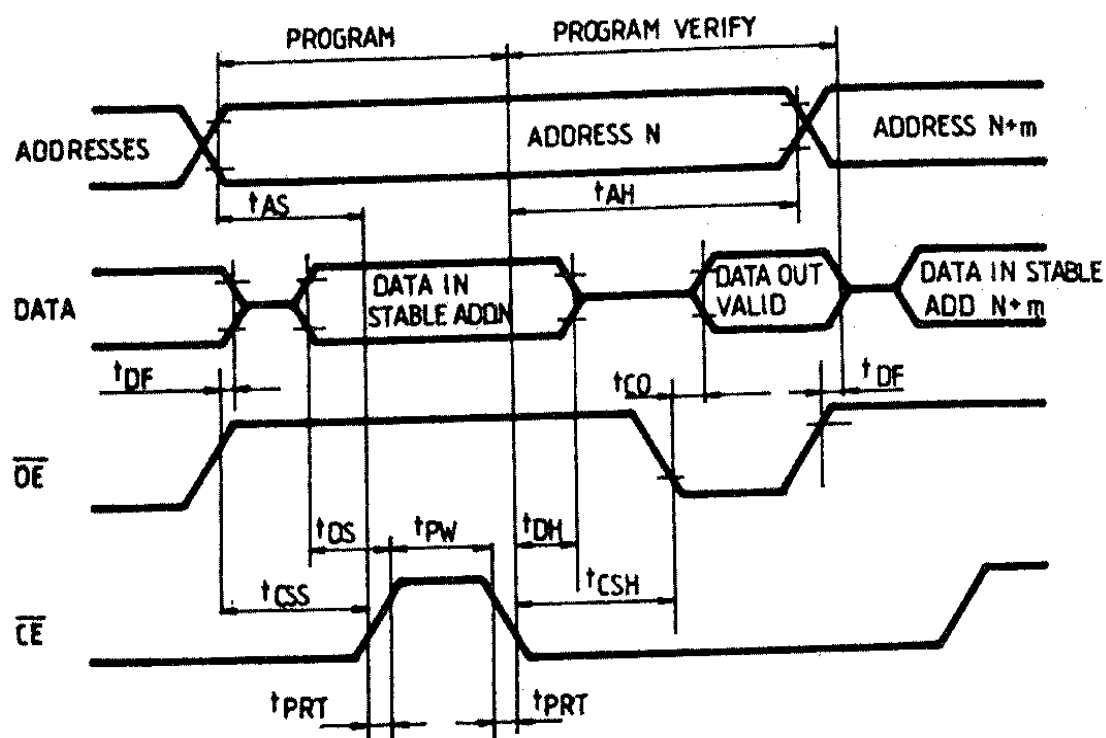 PROGRAM
PROGRAM VERIFY
ADDRESSES
ADDRESS N
ADDRESS N+m
tAS
tAH
DATA
DATA IN
STABLE ADDN
DATA OUT
VALID
DATA IN STABLE
ADD N+m
tDF
tCO
tDF
OE
tDS
tPW
tDH
tCSS
tCSH
CE
tPRT
tPRT